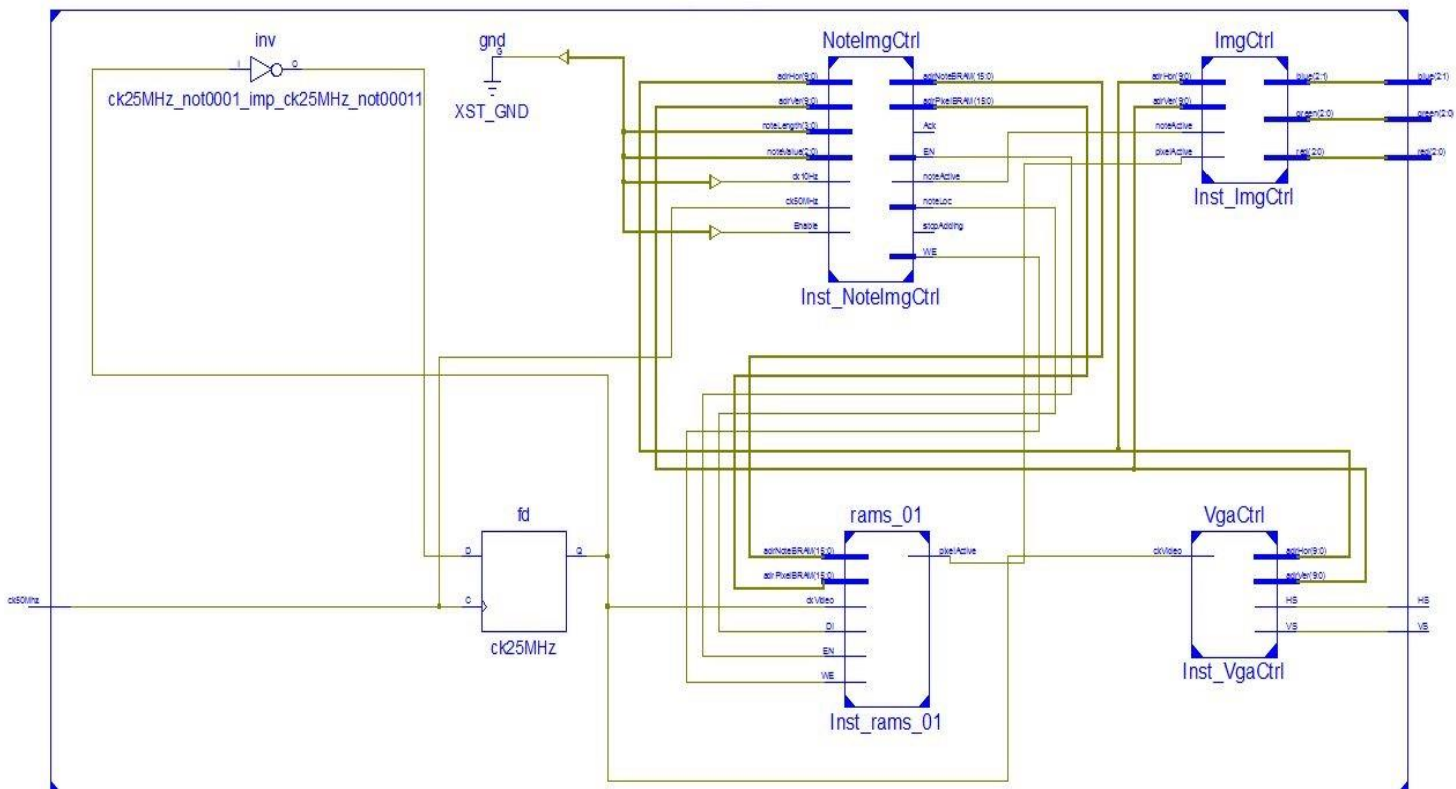 inv
I
O
ck25MHz_not0001_imp_ck25MHz_not00011
gnd
G
XST_GND
NoteImgCtrl
adrHor(9:0)
adrVer(9:0)
noteLength(3:0)
noteValue(2:0)
ck10Hz
ck50MHz
Enable
adrNoteBRAM(15:0)
adrPixelBRAM(15:0)
Ack
EN
noteActive
noteLoc
stopAdding
WE
Inst_NoteImgCtrl
ImgCtrl
adrHor(9:0)
adrVer(9:0)
noteActive
pixelActive
blue(2:1)
green(2:0)
red(2:0)
Inst_ImgCtrl
blue(2:1)
green(2:0)
red(2:0)
ck50Mhz
fd
D
C
Q
ck25MHz
rams_01
adrNoteBRAM(15:0)
adrPixelBRAM(15:0)
ckVideo
DI
EN
WE
pixelActive
Inst_rams_01
VgaCtrl
ckVideo
adrHor(9:0)
adrVer(9:0)
HS
VS
Inst_VgaCtrl
HS
VS